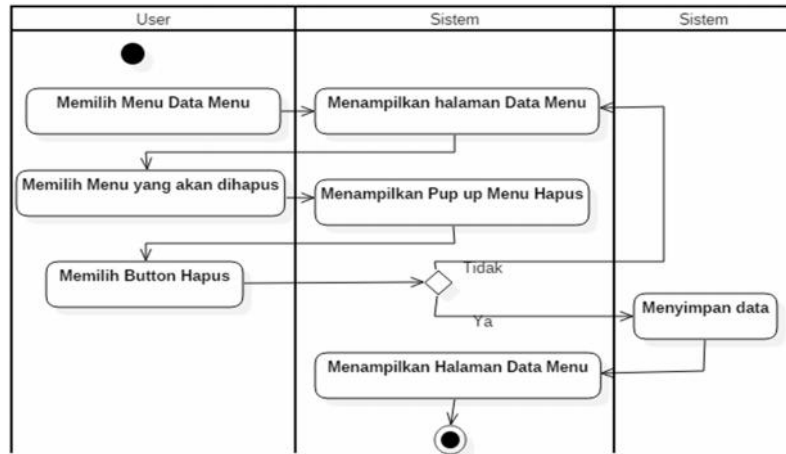 User
Sistem
Sistem
Memilih Menu Data Menu
Menampilkan halaman Data Menu
Memilih Menu yang akan dihapus
Menampilkan Pup up Menu Hapus
Memilih Button Hapus
Tidak
Ya
Menyimpan data
Menampilkan Halaman Data Menu